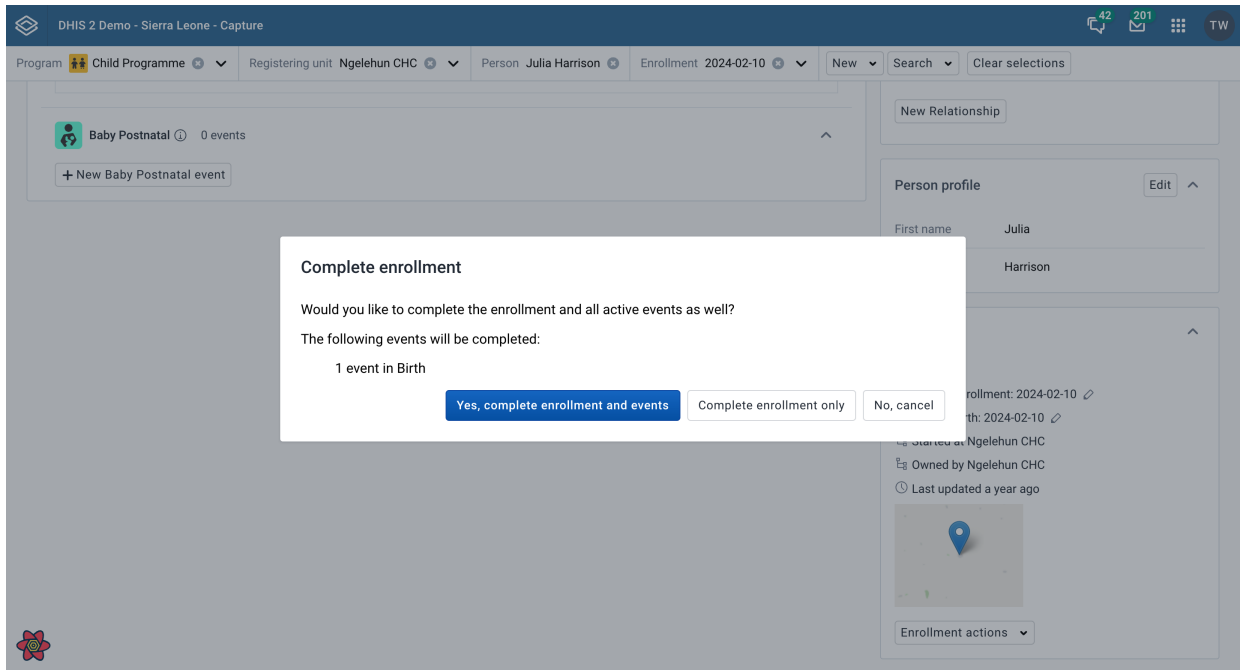 DHIS 2 Demo - Sierra Leone - Capture
42
201
TW
Program Child Programme
Registering unit Ngelehun CHC
Person Julia Harrison
Enrollment 2024-02-10
New
Search
Clear selections
Baby Postnatal 0 events
+ New Baby Postnatal event
New Relationship
Person profile
Edit
First name Julia
Harrison
Complete enrollment
Would you like to complete the enrollment and all active events as well?
The following events will be completed:
1 event in Birth
Yes, complete enrollment and events
Complete enrollment only
No, cancel
rollment: 2024-02-10
th: 2024-02-10
Started at Ngelehun CHC
Owned by Ngelehun CHC
Last updated a year ago
Enrollment actions